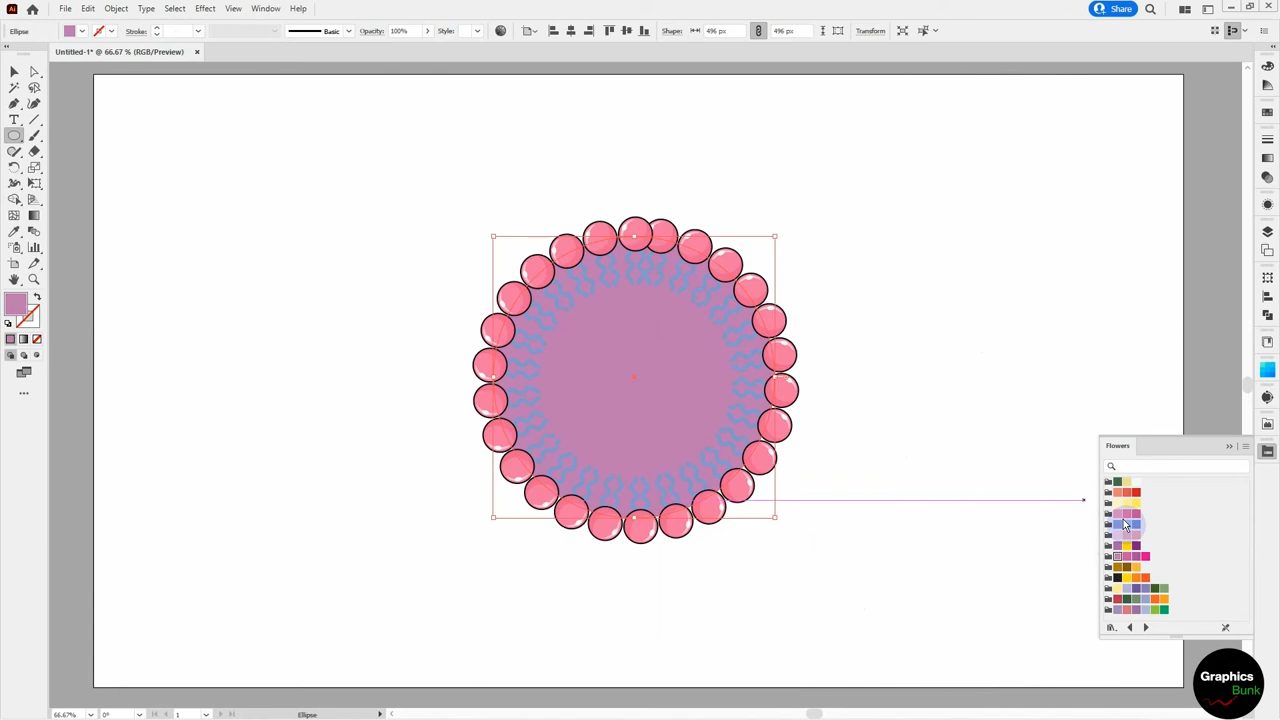 Ai File Edit Object Type Select Effect View Window Help Share
Ellipse Stroke: Basic Opacity: 100% Style: Shape: 496 px 496 px Transform
Untitled-1* @ 66.67 % (RGB/Preview) ×
Flowers
66.67% 0° 1 Ellipse
Graphics
Bunk